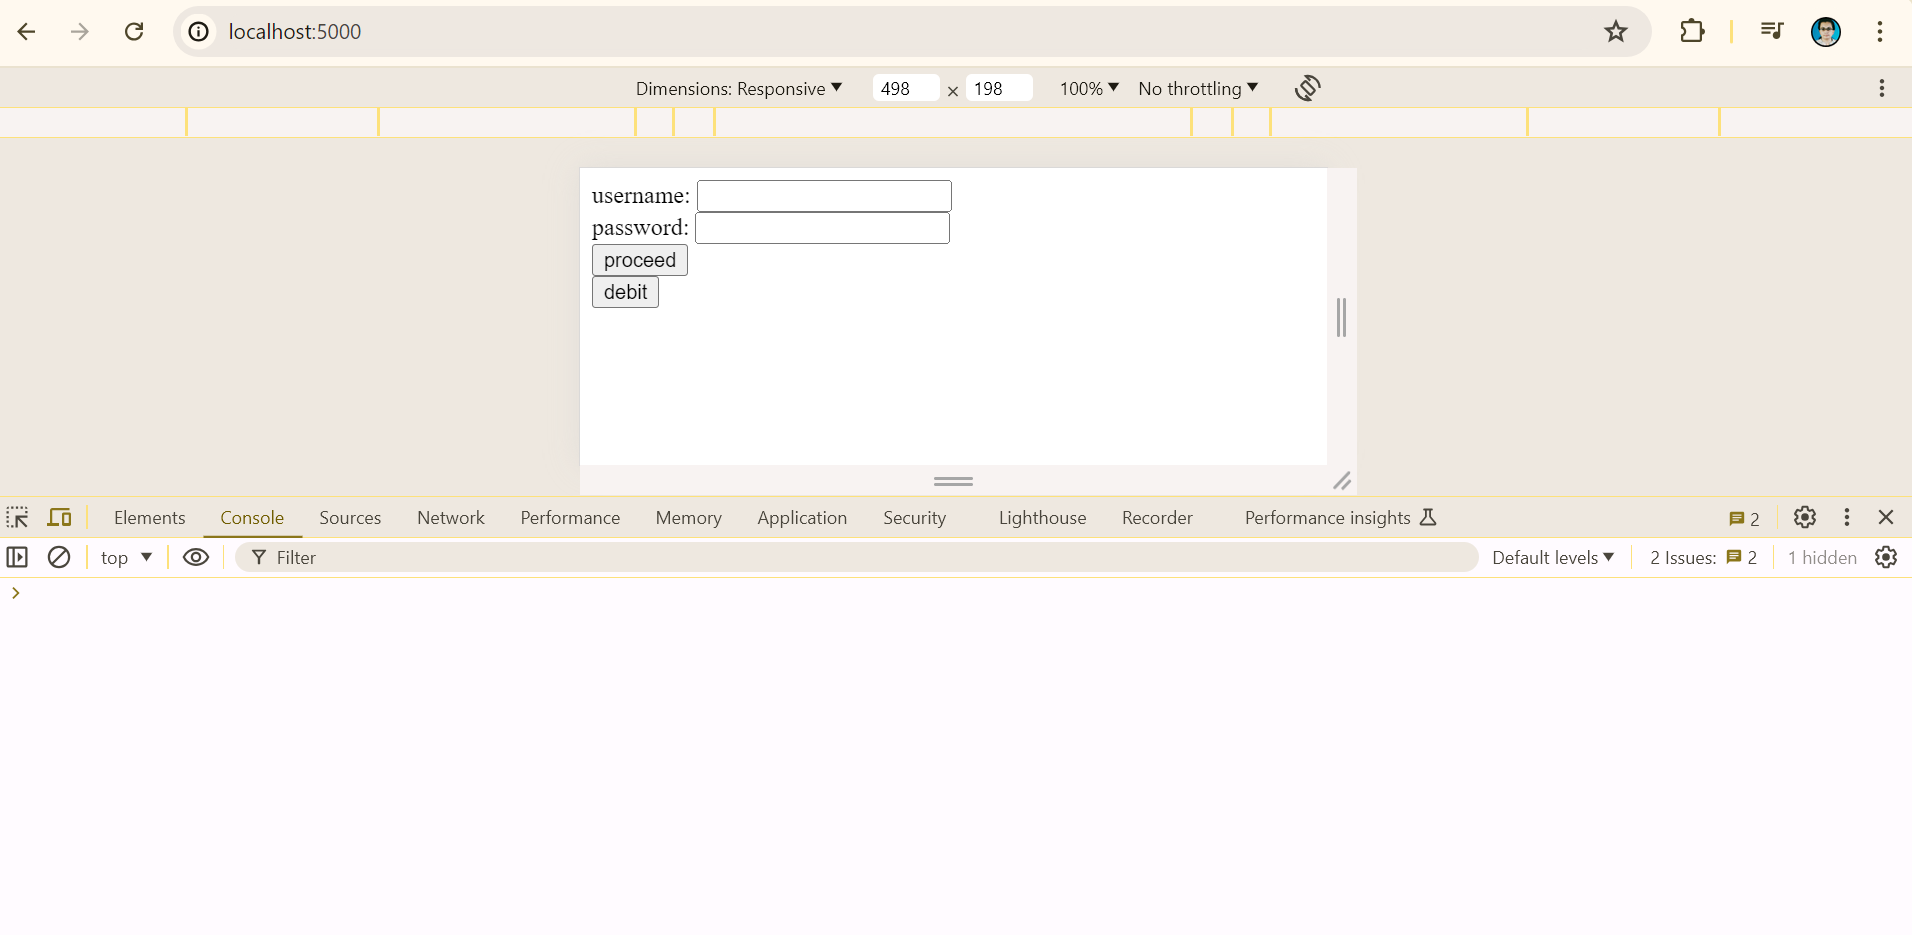 localhost:5000
Dimensions: Responsive 498 × 198 100% No throttling
username:
password:
proceed
debit
Elements Console Sources Network Performance Memory Application Security Lighthouse Recorder Performance insights 2
top Filter Default levels 2 Issues: 2 1 hidden